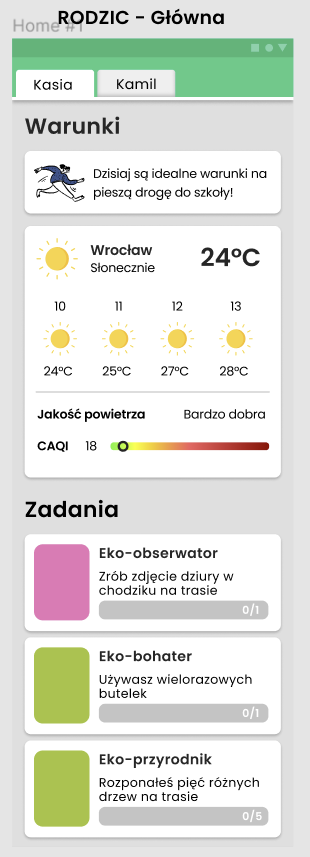 RODZIC - Główna
Home #1
Kasia Kamil
Warunki
Dzisiaj są idealne warunki na
pieszą drogę do szkoły!
Wrocław
Słonecznie
24°C
10 11 12 13
24°C 25°C 27°C 28°C
Jakość powietrza Bardzo dobra
CAQI 18
Zadania
Eko-obserwator
Zrób zdjęcie dziury w
chodziku na trasie
0/1
Eko-bohater
Używasz wielorazowych
butelek
0/1
Eko-przyrodnik
Rozponałeś pięć różnych
drzew na trasie
0/5